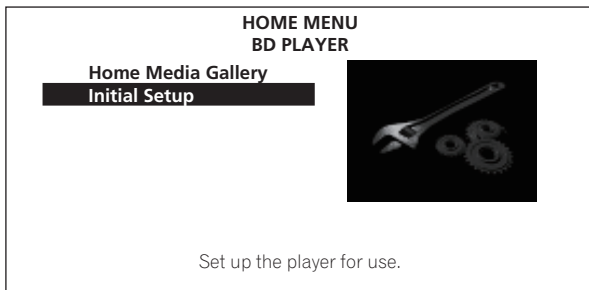 HOME MENU
BD PLAYER
Home Media Gallery
Initial Setup
Set up the player for use.